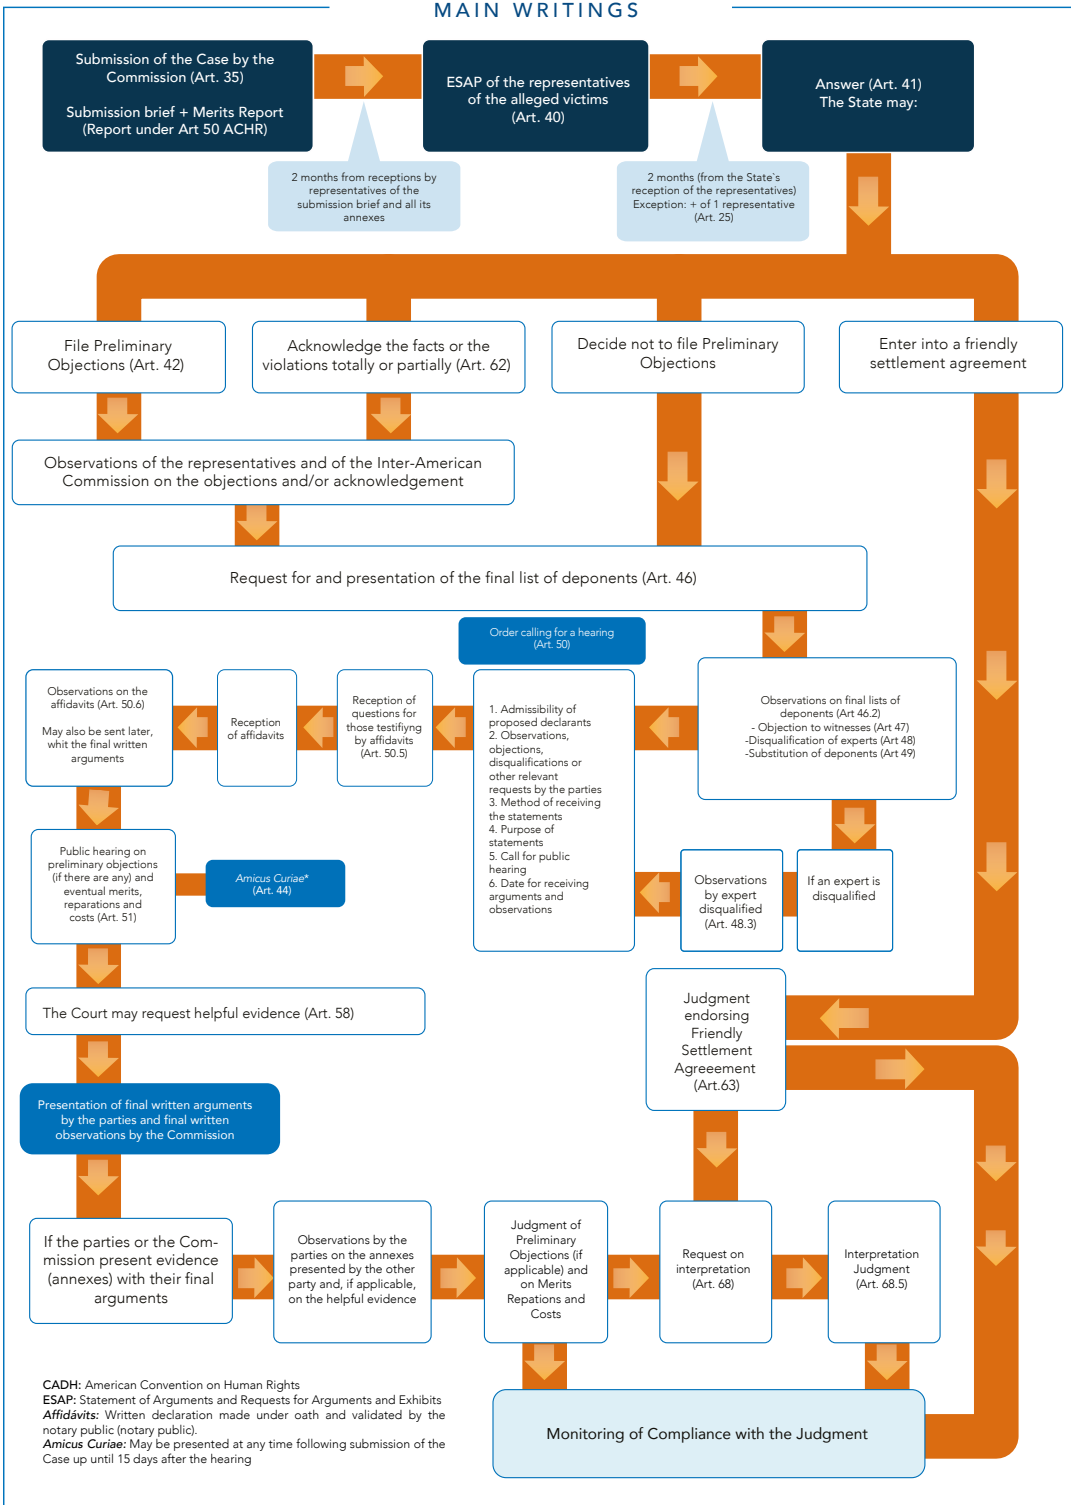 MAIN WRITINGS
Submission of the Case by the
Commission (Art. 35)
Submission brief + Merits Report
(Report under Art 50 ACHR)
ESAP of the representatives
of the alleged victims
(Art. 40)
Answer (Art. 41)
The State may:
2 months from receptions by
representatives of the
submission brief and all its
annexes
2 months (from the State`s
reception of the representatives)
Exception: + of 1 representative
(Art. 25)
File Preliminary
Objections (Art. 42)
Acknowledge the facts or the
violations totally or partially (Art. 62)
Decide not to file Preliminary
Objections
Enter into a friendly
settlement agreement
Observations of the representatives and of the Inter-American
Commission on the objections and/or acknowledgement
Request for and presentation of the final list of deponents (Art. 46)
Order calling for a hearing
(Art. 50)
Observations on final lists of
deponents (Art 46.2)
- Objection to witnesses (Art 47)
-Disqualification of experts (Art 48)
-Substitution of deponents (Art 49)
1. Admissibility of
proposed declarants
2. Observations,
objections,
disqualifications or
other relevant
requests by the parties
3. Method of receiving
the statements
4. Purpose of
statements
5. Call for public
hearing
6. Date for receiving
arguments and
observations
Reception of
questions for
those testifiyng
by affidavits
(Art. 50.5)
Reception
of affidavits
Observations on the
affidavits (Art. 50.6)
May also be sent later,
whit the final written
arguments
If an expert is
disqualified
Observations
by expert
disqualified
(Art. 48.3)
Public hearing on
preliminary objections
(if there are any) and
eventual merits,
reparations and
costs (Art. 51)
Amicus Curiae*
(Art. 44)
The Court may request helpful evidence (Art. 58)
Judgment
endorsing
Friendly
Settlement
Agreeement
(Art.63)
Presentation of final written arguments
by the parties and final written
observations by the Commission
If the parties or the Com-
mission present evidence
(annexes) with their final
arguments
Observations by the
parties on the annexes
presented by the other
party and, if applicable,
on the helpful evidence
Judgment of
Preliminary
Objections (if
applicable) and
on Merits
Repations and
Costs
Request on
interpretation
(Art. 68)
Interpretation
Judgment
(Art. 68.5)
Monitoring of Compliance with the Judgment
CADH: American Convention on Human Rights
ESAP: Statement of Arguments and Requests for Arguments and Exhibits
Affidávits: Written declaration made under oath and validated by the
notary public (notary public).
Amicus Curiae: May be presented at any time following submission of the
Case up until 15 days after the hearing